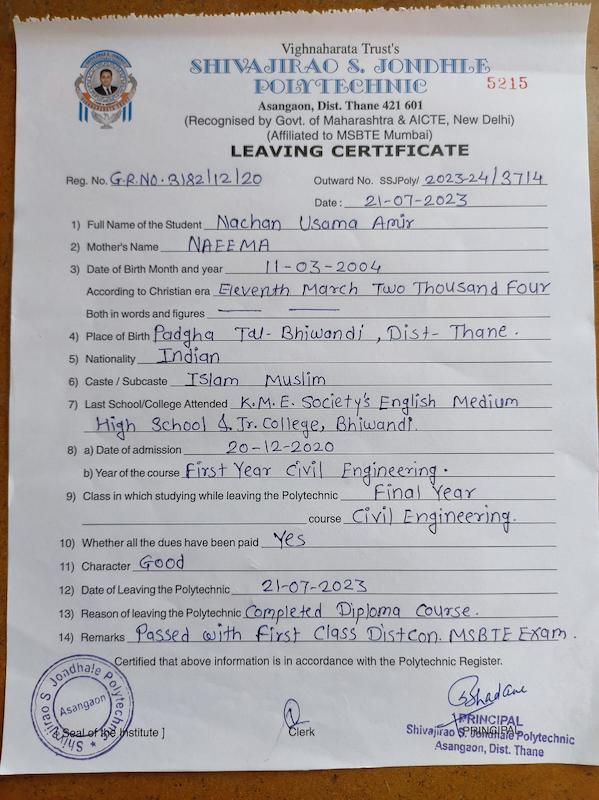 Vighnaharata Trust's
SHIVAJIRAO S. JONDHLE
POLYTECHNIC
5215
Asangaon, Dist. Thane 421 601
(Recognised by Govt. of Maharashtra & AICTE, New Delhi)
(Affiliated to MSBTE Mumbai)
LEAVING CERTIFICATE
Reg. No. G.R.NO. 3182/12/20 Outward No. SSJPoly/ 2023-24/3714
Date : 21-07-2023
1) Full Name of the Student Nachan Usama Amir
2) Mother's Name NAEEMA
3) Date of Birth Month and year 11-03-2004
According to Christian era Eleventh March Two Thousand Four
Both in words and figures
4) Place of Birth Padgha Tal- Bhiwandi, Dist- Thane.
5) Nationality Indian
6) Caste / Subcaste Islam Muslim
7) Last School/College Attended K.M.E. Society's English Medium
High School & Jr. College, Bhiwandi.
8) a) Date of admission 20-12-2020
b) Year of the course First Year Civil Engineering.
9) Class in which studying while leaving the Polytechnic Final Year
course Civil Engineering.
10) Whether all the dues have been paid Yes
11) Character Good
12) Date of Leaving the Polytechnic 21-07-2023
13) Reason of leaving the Polytechnic Completed Diploma Course.
14) Remarks Passed with First Class Distcon. MSBTE Exam.
Certified that above information is in accordance with the Polytechnic Register.
Shivajirao S Jondhale Polytechnic
Asangaon
[ Seal of the Institute ] Clerk PRINCIPAL
PRINCIPAL
Shivajirao S. Jondhale Polytechnic
Asangaon, Dist. Thane